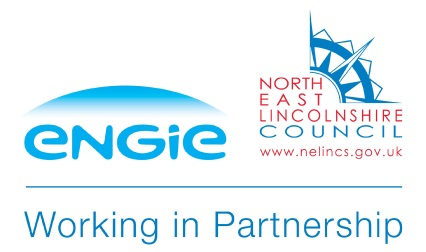 ENGIE
NORTH
EAST
LINCOLNSHIRE
COUNCIL
www.nelincs.gov.uk
Working in Partnership